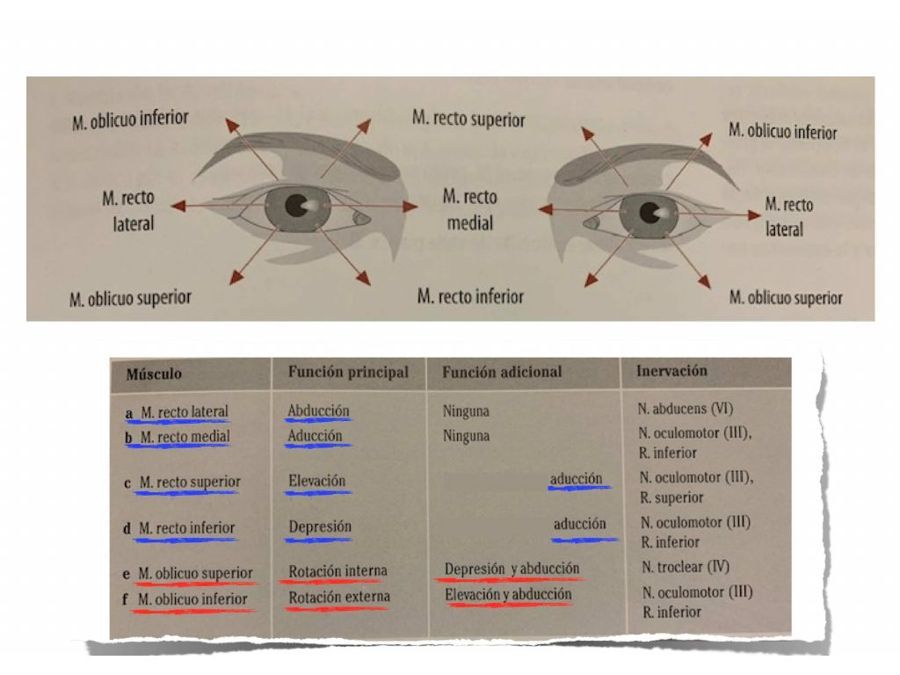 M. oblicuo inferior
M. recto superior
M. oblicuo inferior
M. recto
lateral
M. recto
medial
M. recto
lateral
M. oblicuo superior
M. recto inferior
M. oblicuo superior
Músculo Función principal Función adicional Inervación
a M. recto lateral Abducción Ninguna N. abducens (VI)
b M. recto medial Aducción Ninguna N. oculomotor (III),
R. inferior
c M. recto superior Elevación aducción N. oculomotor (III),
R. superior
d M. recto inferior Depresión aducción N. oculomotor (III)
R. inferior
e M. oblicuo superior Rotación interna Depresión y abducción N. troclear (IV)
f M. oblicuo inferior Rotación externa Elevación y abducción N. oculomotor (III)
R. inferior